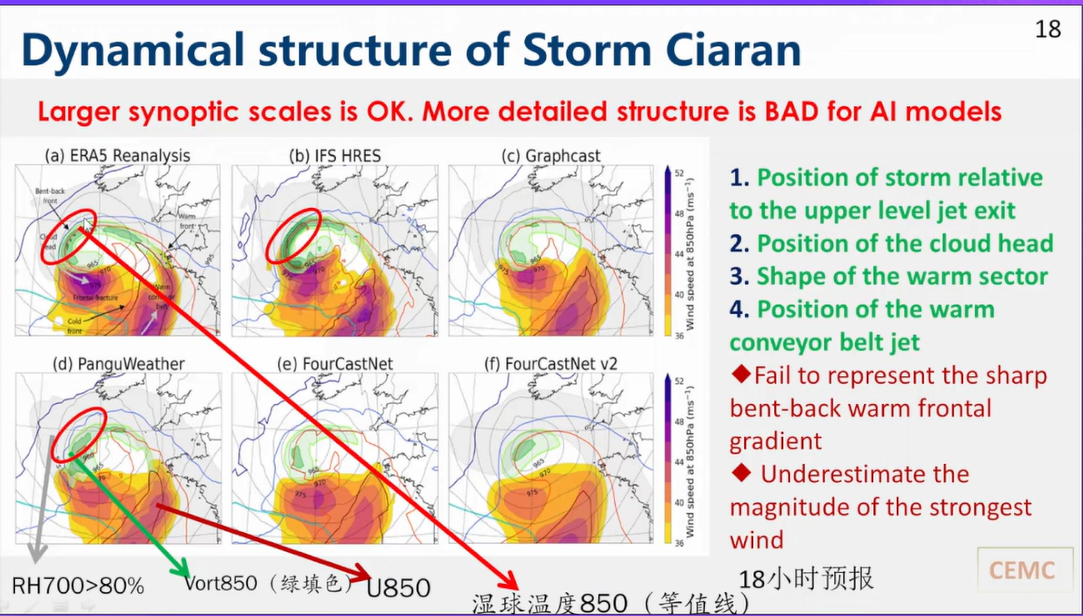 18
Dynamical structure of Storm Ciaran
Larger synoptic scales is OK. More detailed structure is BAD for AI models
(a) ERA5 Reanalysis
(b) IFS HRES
(c) Graphcast
Bent-back
front
Cloud
head
Warm
front
Frontal fracture
Warm
conveyor
belt
Cold
front
965
970
995
965
970
975
970
52
48
44
40
36
Wind speed at 850hPa (ms⁻¹)
(d) PanguWeather
(e) FourCastNet
(f) FourCastNet v2
960
965
970
965
970
975
965
970
975
52
48
44
40
36
Wind speed at 850hPa (ms⁻¹)
1. Position of storm relative
to the upper level jet exit
2. Position of the cloud head
3. Shape of the warm sector
4. Position of the warm
conveyor belt jet
◆Fail to represent the sharp
bent-back warm frontal
gradient
◆ Underestimate the
magnitude of the strongest
wind
RH700>80%
Vort850（绿填色）
U850
湿球温度850（等值线）
18小时预报
CEMC